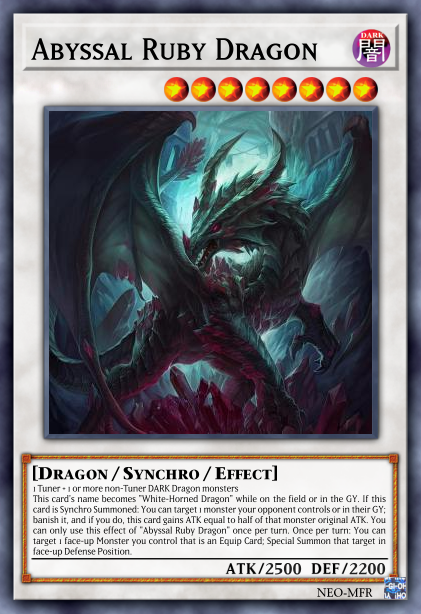 ABYSSAL RUBY DRAGON
DARK
闇
[DRAGON / SYNCHRO / EFFECT]
1 Tuner + 1 or more non-Tuner DARK Dragon monsters
This card's name becomes "White-Horned Dragon" while on the field or in the GY. If this
card is Synchro Summoned: You can target 1 monster your opponent controls or in their GY;
banish it, and if you do, this card gains ATK equal to half of that monster original ATK. You
can only use this effect of "Abyssal Ruby Dragon" once per turn. Once per turn: You can
target 1 face-up Monster you control that is an Equip Card; Special Summon that target in
face-up Defense Position.
ATK/2500 DEF/2200
NEO-MFR